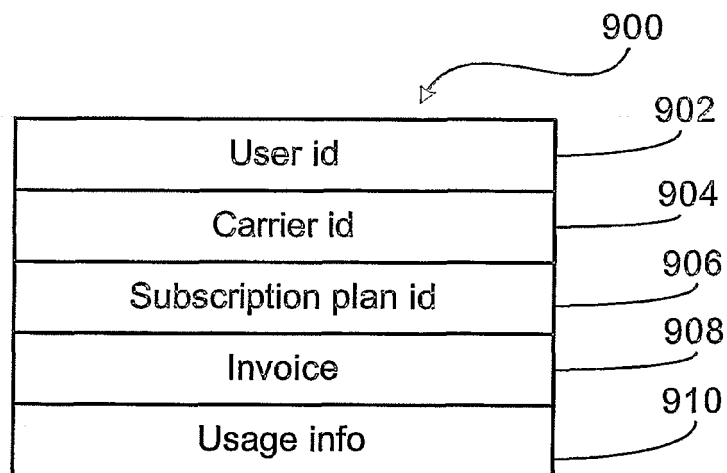 900
User id 902
Carrier id 904
Subscription plan id 906
Invoice 908
Usage info 910